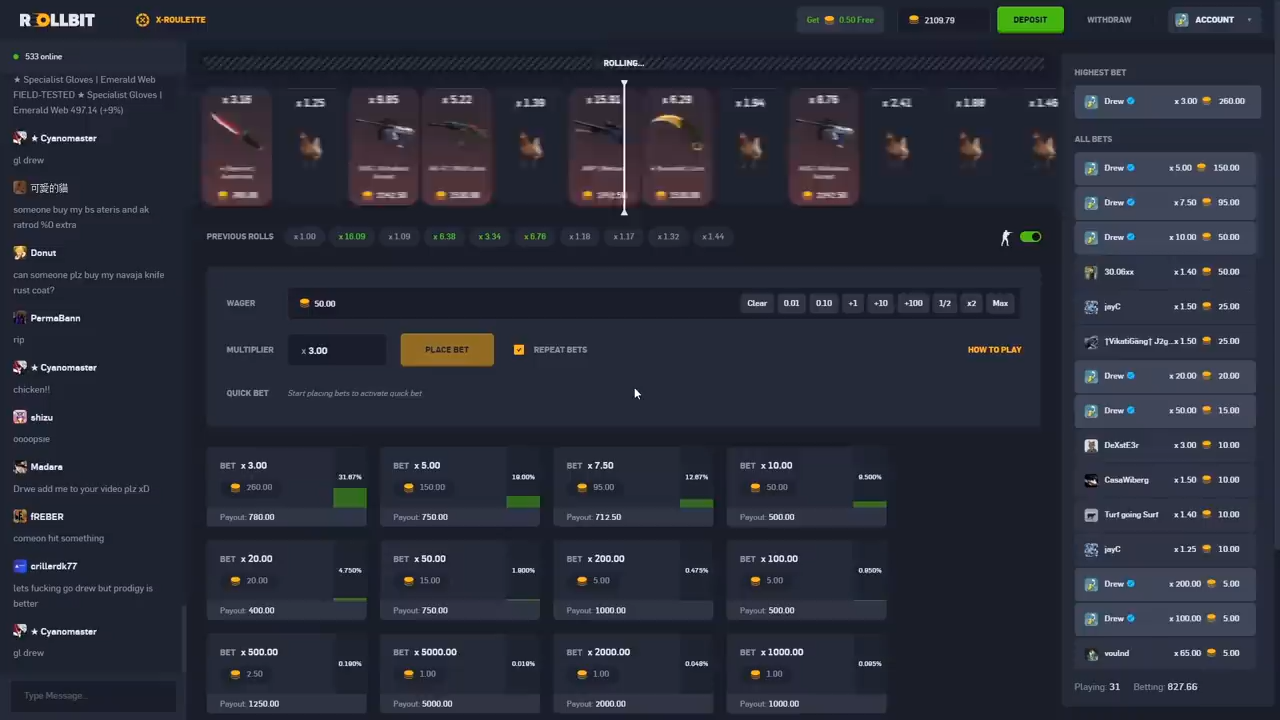 ROLLBIT
X-ROULETTE
Get 0.50 Free
2109.79
DEPOSIT
WITHDRAW
ACCOUNT
533 online
★ Specialist Gloves | Emerald Web
FIELD-TESTED ★ Specialist Gloves |
Emerald Web 497.14 (+9%)
★ Cyanomaster
gl drew
可愛的貓
someone buy my bs ateris and ak
ratrod %0 extra
Donut
can someone plz buy my navaja knife
rust coat?
PermaBann
rip
★ Cyanomaster
chicken!!
shizu
oooopsie
Madara
Drwe add me to your video plz xD
fREBER
comeon hit something
crillerdk77
lets fucking go drew but prodigy is
better
★ Cyanomaster
gl drew
Type Message...
ROLLING...
x 3.16
x 1.25
x 9.85
x 5.22
x 1.39
x 15.91
x 6.29
x 1.94
x 8.76
x 2.41
x 1.88
x 1.46
PREVIOUS ROLLS
x 1.00
x 16.09
x 1.09
x 6.38
x 3.34
x 6.76
x 1.18
x 1.17
x 1.32
x 1.44
WAGER
50.00
Clear
0.01
0.10
+1
+10
+100
1/2
x2
Max
MULTIPLIER
x 3.00
PLACE BET
REPEAT BETS
HOW TO PLAY
QUICK BET
Start placing bets to activate quick bet
BET x 3.00
260.00
31.67%
Payout: 780.00
BET x 5.00
150.00
19.00%
Payout: 750.00
BET x 7.50
95.00
12.67%
Payout: 712.50
BET x 10.00
50.00
9.500%
Payout: 500.00
BET x 20.00
20.00
4.750%
Payout: 400.00
BET x 50.00
15.00
1.900%
Payout: 750.00
BET x 200.00
5.00
0.475%
Payout: 1000.00
BET x 100.00
5.00
0.950%
Payout: 500.00
BET x 500.00
2.50
0.190%
Payout: 1250.00
BET x 5000.00
1.00
0.019%
Payout: 5000.00
BET x 2000.00
1.00
0.048%
Payout: 2000.00
BET x 1000.00
1.00
0.095%
Payout: 1000.00
HIGHEST BET
Drew x 3.00 260.00
ALL BETS
Drew x 5.00 150.00
Drew x 7.50 95.00
Drew x 10.00 50.00
30.06xx x 1.40 50.00
jayC x 1.50 25.00
†VikatiGäng† J2g... x 1.50 25.00
Drew x 20.00 20.00
Drew x 50.00 15.00
DeXstE3r x 3.00 10.00
CasaWiberg x 1.50 10.00
Turf going Surf x 1.40 10.00
jayC x 1.25 10.00
Drew x 200.00 5.00
Drew x 100.00 5.00
voulnd x 65.00 5.00
Playing: 31 Betting: 827.66